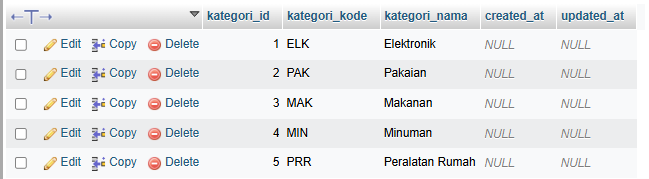 kategori_id kategori_kode kategori_nama created_at updated_at
Edit Copy Delete 1 ELK Elektronik NULL NULL
Edit Copy Delete 2 PAK Pakaian NULL NULL
Edit Copy Delete 3 MAK Makanan NULL NULL
Edit Copy Delete 4 MIN Minuman NULL NULL
Edit Copy Delete 5 PRR Peralatan Rumah NULL NULL